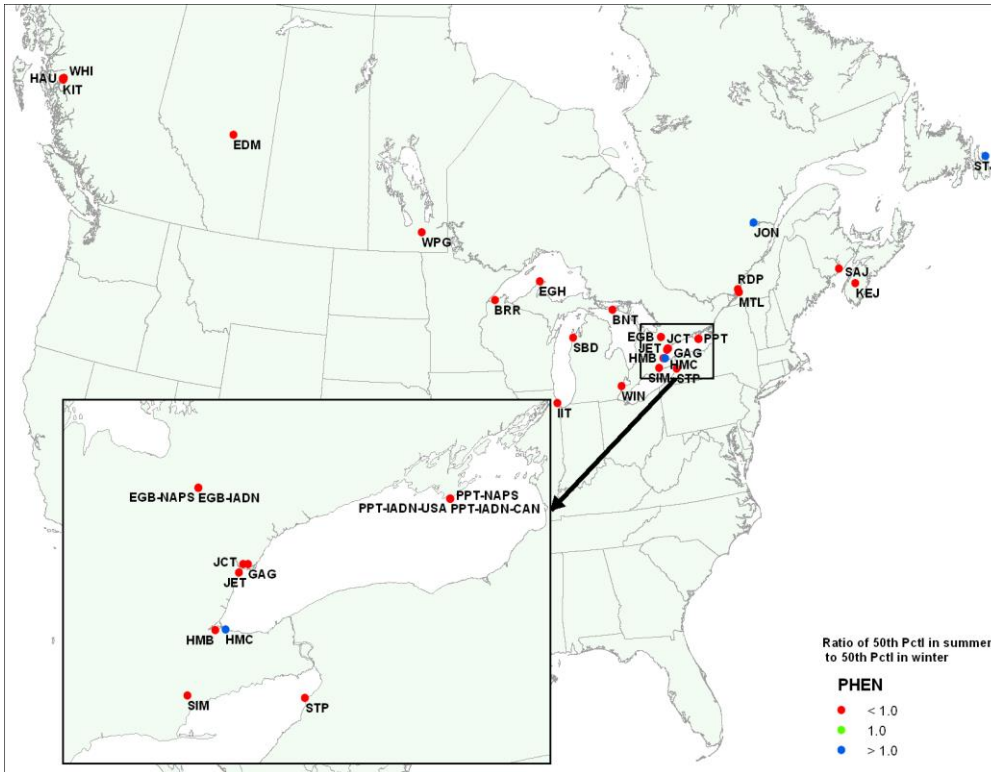 WHI
HAU
KIT
EDM
WPG
ST
JON
SAJ
KEJ
RDP
MTL
EGH
BRR
BNT
SBD
EGB
JCT
PPT
JET
GAG
HMB
HMC
SIM
STP
WIN
IIT
EGB-NAPS EGB-IADN
PPT-NAPS
PPT-IADN-USA PPT-IADN-CAN
JCT
GAG
JET
HMB
HMC
SIM
STP
Ratio of 50th Pctl in summer
to 50th Pctl in winter
PHEN
< 1.0
1.0
> 1.0